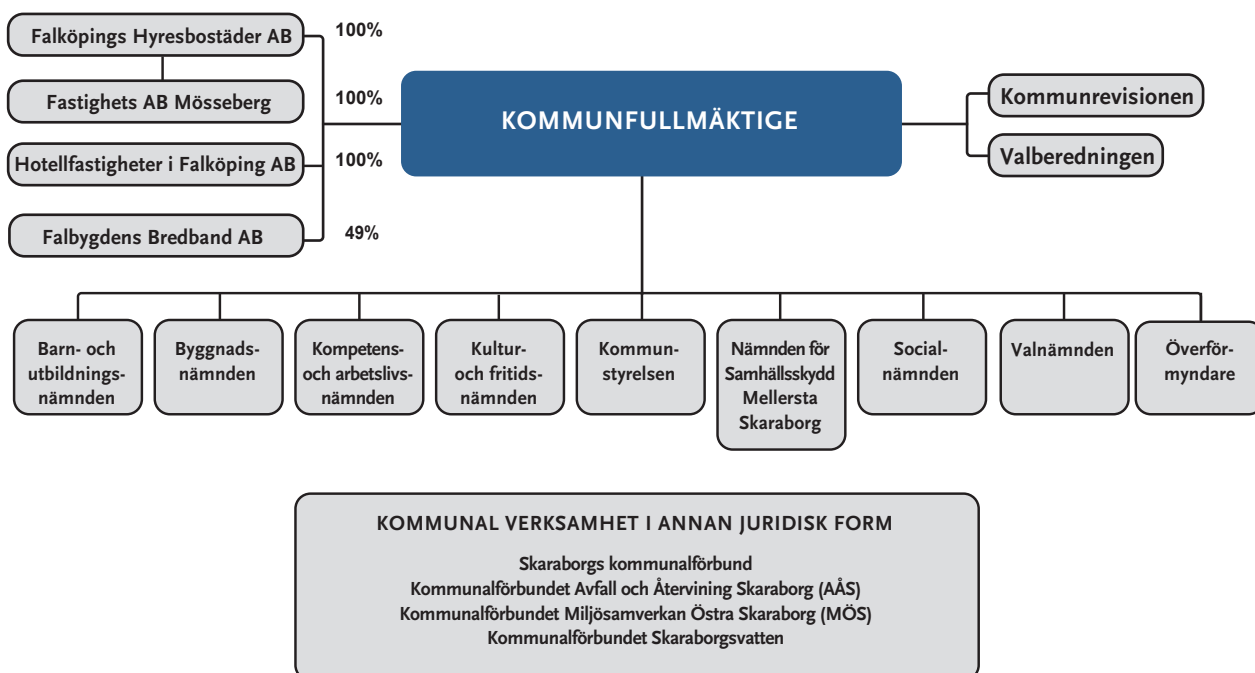 Falköpings Hyresbostäder AB
100%
Fastighets AB Mösseberg
100%
Hotellfastigheter i Falköping AB
100%
Falbygdens Bredband AB
49%
KOMMUNFULLMÄKTIGE
Kommunrevisionen
Valberedningen
Barn- och
utbildnings-
nämnden
Byggnads-
nämnden
Kompetens-
och arbetslivs-
nämnden
Kultur-
och fritids-
nämnden
Kommun-
styrelsen
Nämnden för
Samhällsskydd
Mellersta
Skaraborg
Social-
nämnden
Valnämnden
Överför-
myndare
KOMMUNAL VERKSAMHET I ANNAN JURIDISK FORM
Skaraborgs kommunalförbund
Kommunalförbundet Avfall och Återvining Skaraborg (AÅS)
Kommunalförbundet Miljösamverkan Östra Skaraborg (MÖS)
Kommunalförbundet Skaraborgsvatten